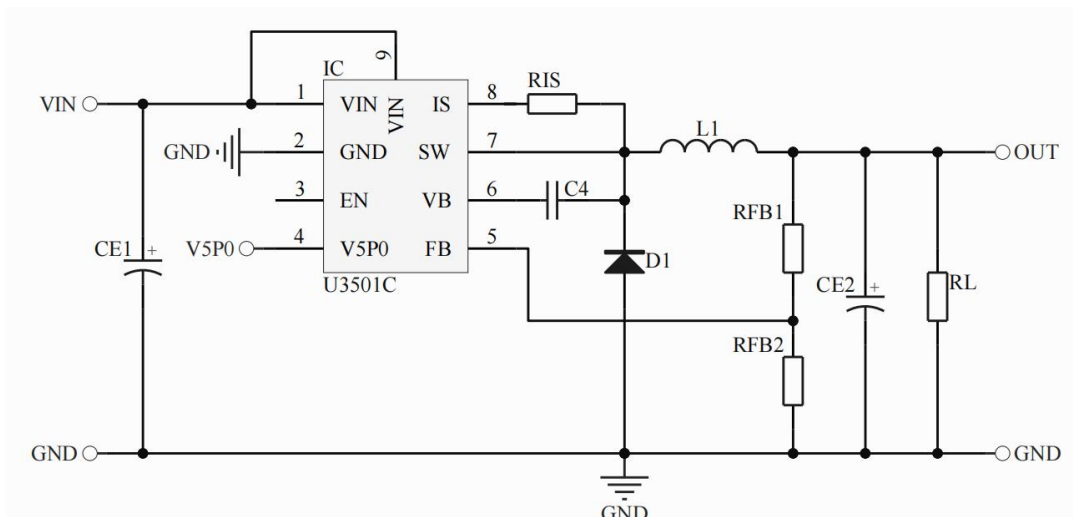 9
IC
RIS
VIN
1
VIN
VIN
IS
8
L1
GND
2
GND
SW
7
OUT
3
EN
VB
6
C4
RFB1
CE1
+
V5P0
4
V5P0
FB
5
D1
CE2
+
RL
U3501C
RFB2
GND
GND
GND